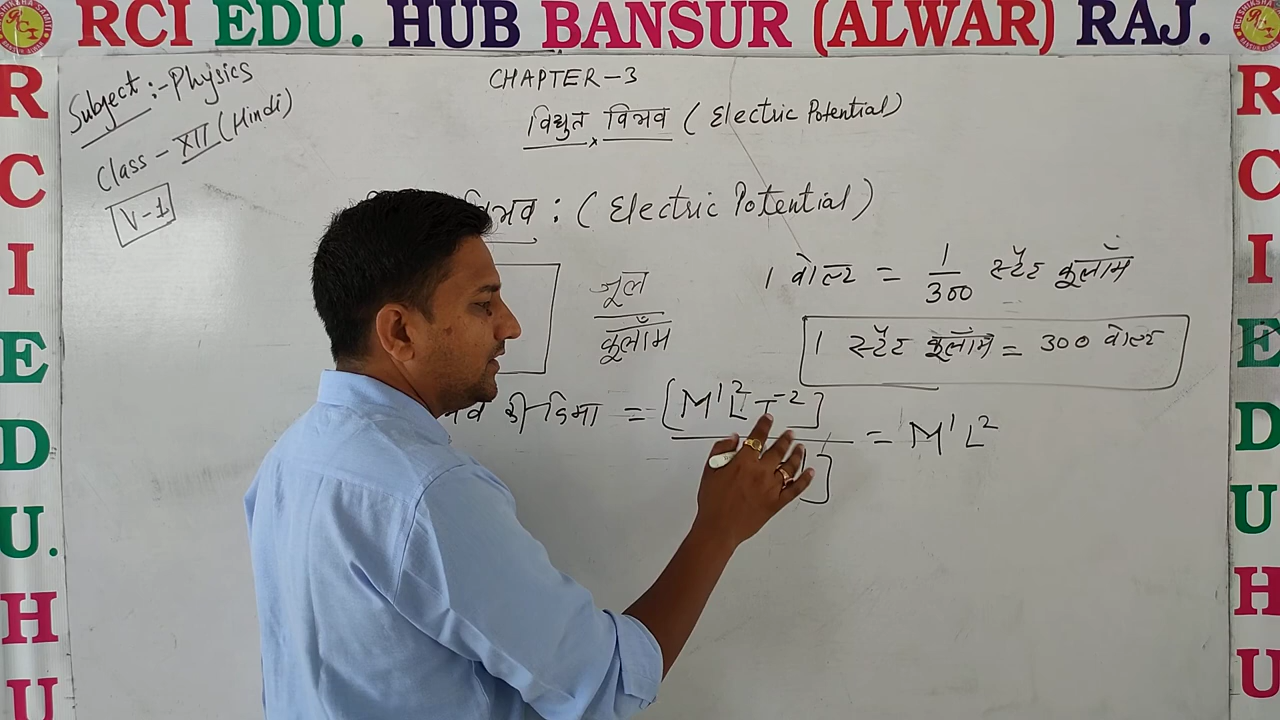 RCI EDU. HUB BANSUR (ALWAR) RAJ.
R C I E D U. H U
R C I E D U H U
Subject :- Physics
Class - XII (Hindi)
V-1
CHAPTER-3
विद्युत विभव (Electric Potential)
विभव : (Electric Potential)
जूल
कूलॉम
1 वोल्ट = 1/300 स्टैट कूलॉम
1 स्टैट कूलॉम = 300 वोल्ट
की विमा = [M¹L²T⁻²] = M¹L²